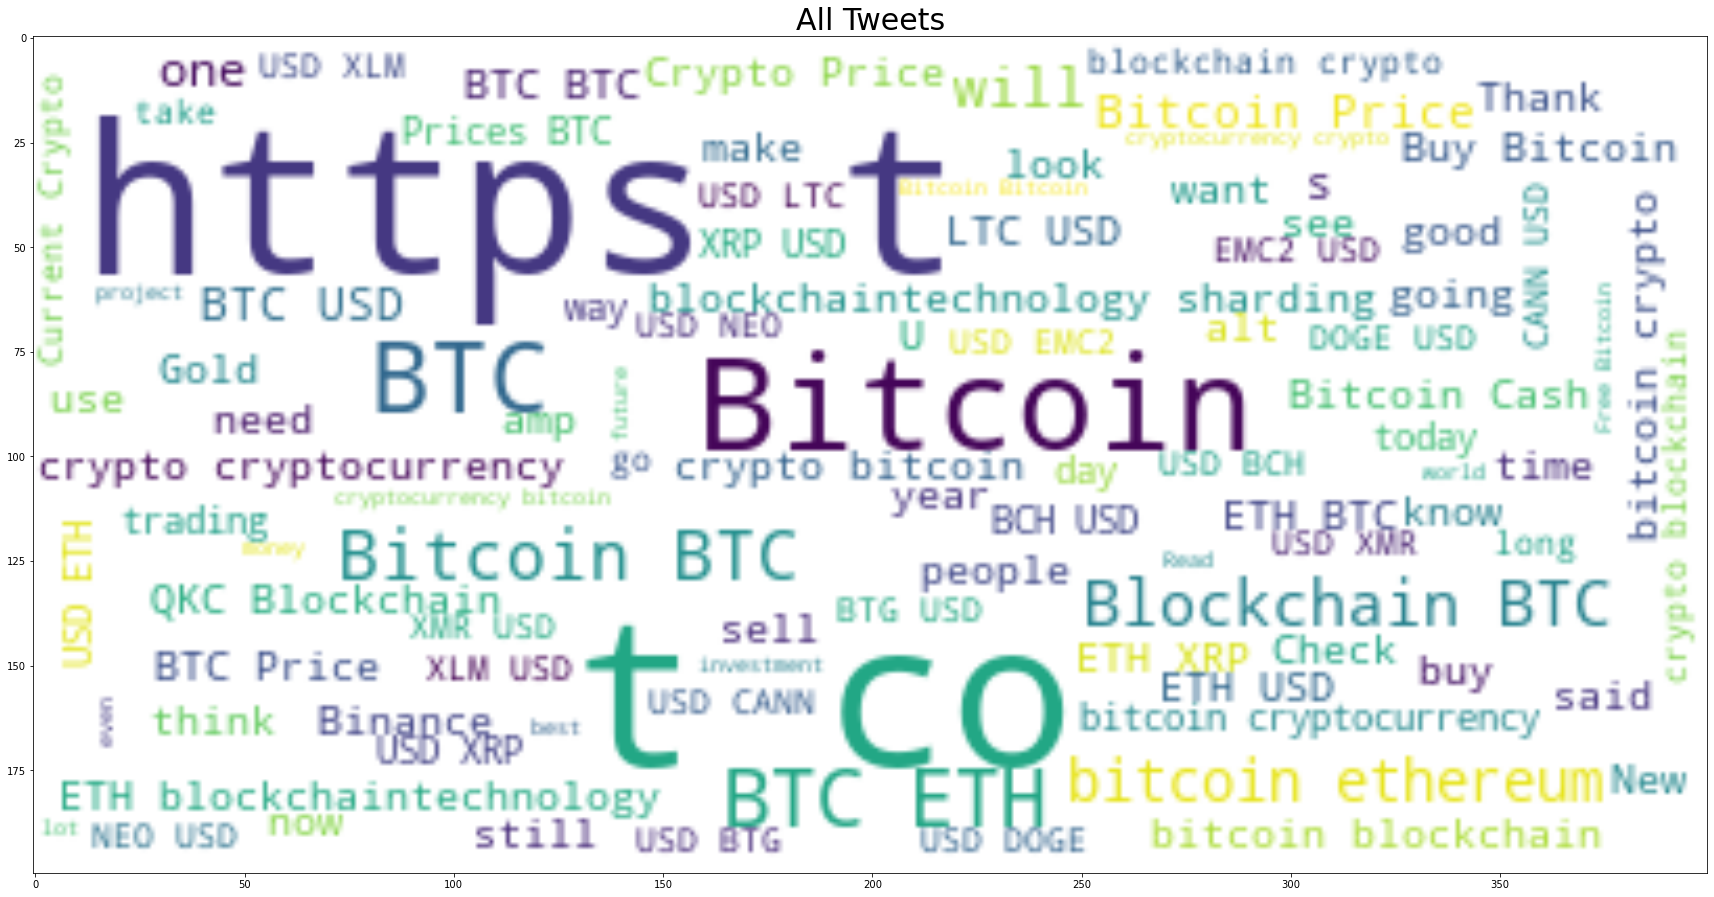 All Tweets
one
USD XLM
BTC BTC
Crypto Price
will
blockchain crypto
Thank
take
Prices BTC
Bitcoin Price
cryptocurrency crypto
https t
make
look
Buy Bitcoin
Current Crypto
USD LTC
Bitcoin Bitcoin
want
s
see
LTC USD
XRP USD
EMC2 USD
good
CANN USD
bitcoin crypto
project
BTC USD
way
blockchaintechnology sharding
going
USD NEO
U
USD EMC2
alt
DOGE USD
Free Bitcoin
Gold
BTC
Bitcoin
use
need
amp
future
Bitcoin Cash
today
crypto blockchain
crypto cryptocurrency
go
crypto bitcoin
day
USD BCH
world
time
cryptocurrency bitcoin
year
trading
BCH USD
ETH BTC
know
money
Bitcoin BTC
USD XMR
long
USD ETH
people
Read
QKC Blockchain
BTG USD
Blockchain BTC
XMR USD
sell
BTC Price
XLM USD
t co
investment
ETH XRP
Check
buy
USD CANN
ETH USD
said
even
think
Binance
best
bitcoin cryptocurrency
USD XRP
ETH blockchaintechnology
BTC ETH
bitcoin ethereum
New
lot
NEO USD
now
still
USD BTG
USD DOGE
bitcoin blockchain
0
25
50
75
100
125
150
175
0 50 100 150 200 250 300 350